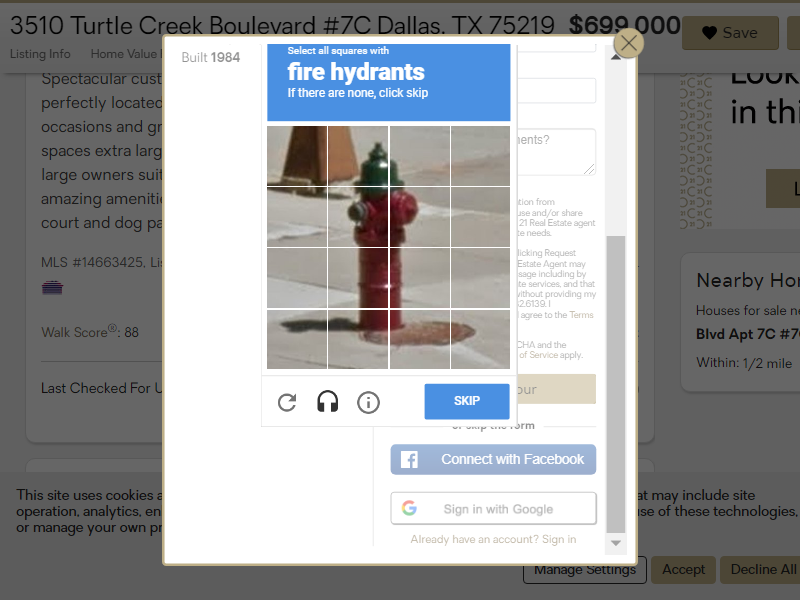 3510 Turtle Creek Boulevard #7C Dallas, TX 75219 $699,000
Save
Listing Info Home Value
Spectacular cust
perfectly located
occasions and gr
spaces extra larg
large owners suit
amazing ameniti
court and dog pa
MLS #14663425, Lis
Walk Score®: 88
Last Checked For U
Built 1984
Select all squares with
fire hydrants
If there are none, click skip
SKIP
ments?
tion from
use and/or share
21 Real Estate agent
te needs.
licking Request
Estate Agent may
sage including by
te services, and that
without providing my
62.6139. I
agree to the Terms
CHA and the
of Service apply.
our
or skip the form
Connect with Facebook
Sign in with Google
Already have an account? Sign in
Look
in thi
L
Nearby Hom
Houses for sale ne
Blvd Apt 7C #7
Within: 1/2 mile
This site uses cookies a
operation, analytics, en
or manage your own pr
at may include site
use of these technologies,
Manage Settings
Accept
Decline All